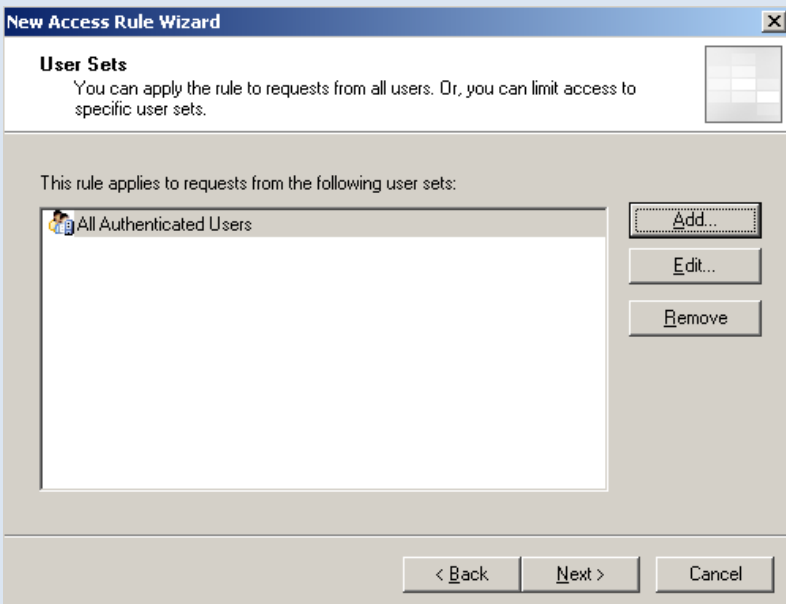 New Access Rule Wizard
User Sets
You can apply the rule to requests from all users. Or, you can limit access to
specific user sets.
This rule applies to requests from the following user sets:
All Authenticated Users
Add...
Edit...
Remove
< Back
Next >
Cancel